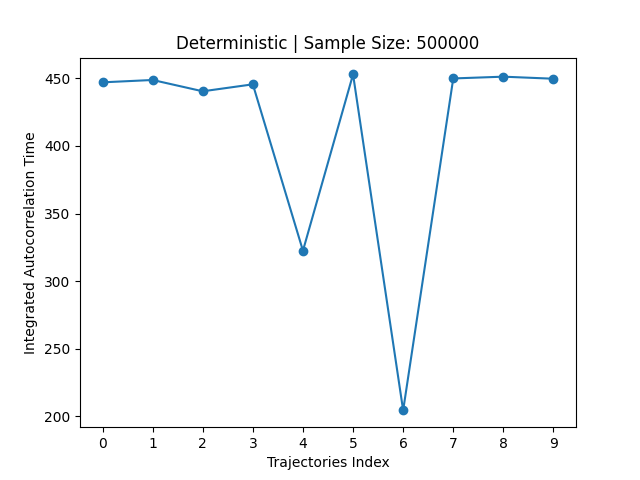 Deterministic | Sample Size: 500000
Integrated Autocorrelation Time
450
400
350
300
250
200
0 1 2 3 4 5 6 7 8 9
Trajectories Index